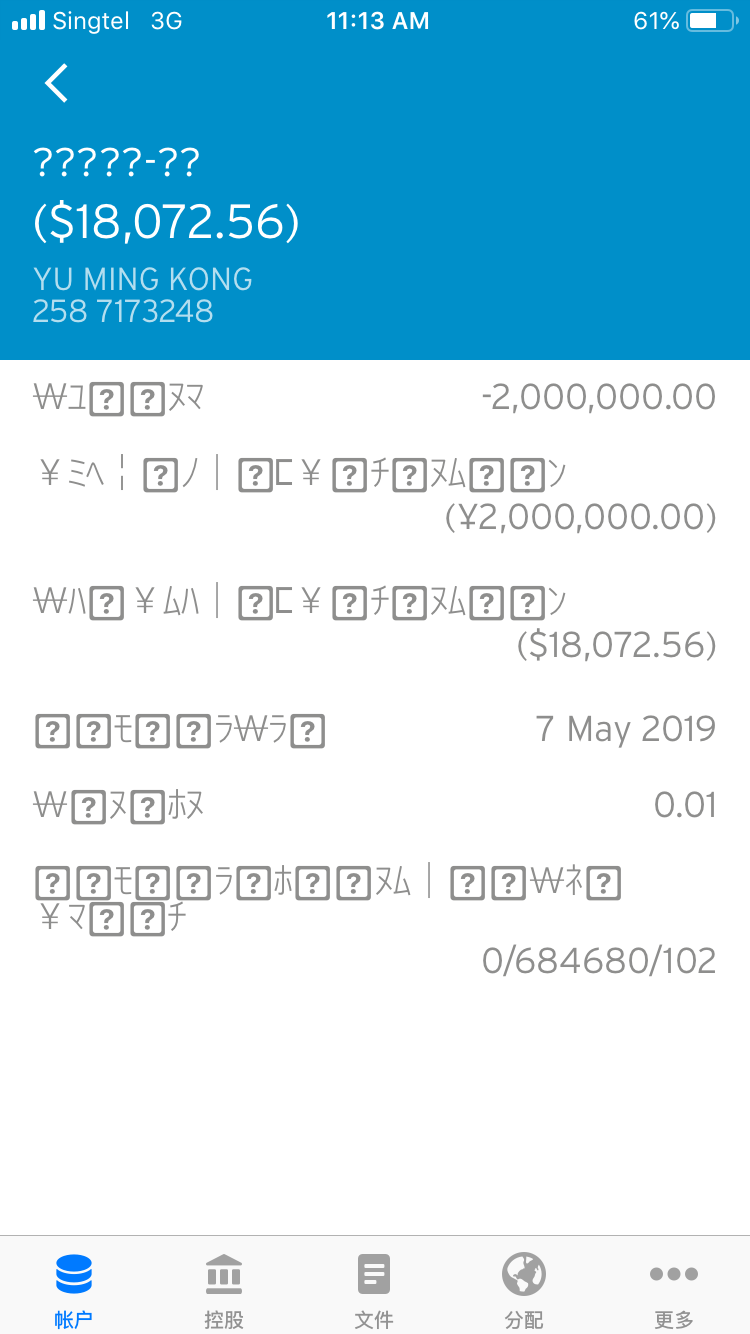 Singtel 3G 11:13 AM 61%
?????-??
($18,072.56)
YU MING KONG
258 7173248
₩ﾕ��ﾇﾏ -2,000,000.00
¥ﾐﾍ¦�ﾉ｜�匚¥�ﾁ�ﾇﾑ��ﾝ
(¥2,000,000.00)
₩ﾊ�¥ﾑﾊ｜�匚¥�ﾁ�ﾇﾑ��ﾝ
($18,072.56)
��ﾓ��ﾗ₩ﾗ� 7 May 2019
₩�ﾇ�ﾎﾇ 0.01
��ﾓ��ﾗ�ﾎ��ﾇﾑ｜��₩ﾈ�
¥ﾏ��ﾁ
0/684680/102
帐户 控股 文件 分配 更多